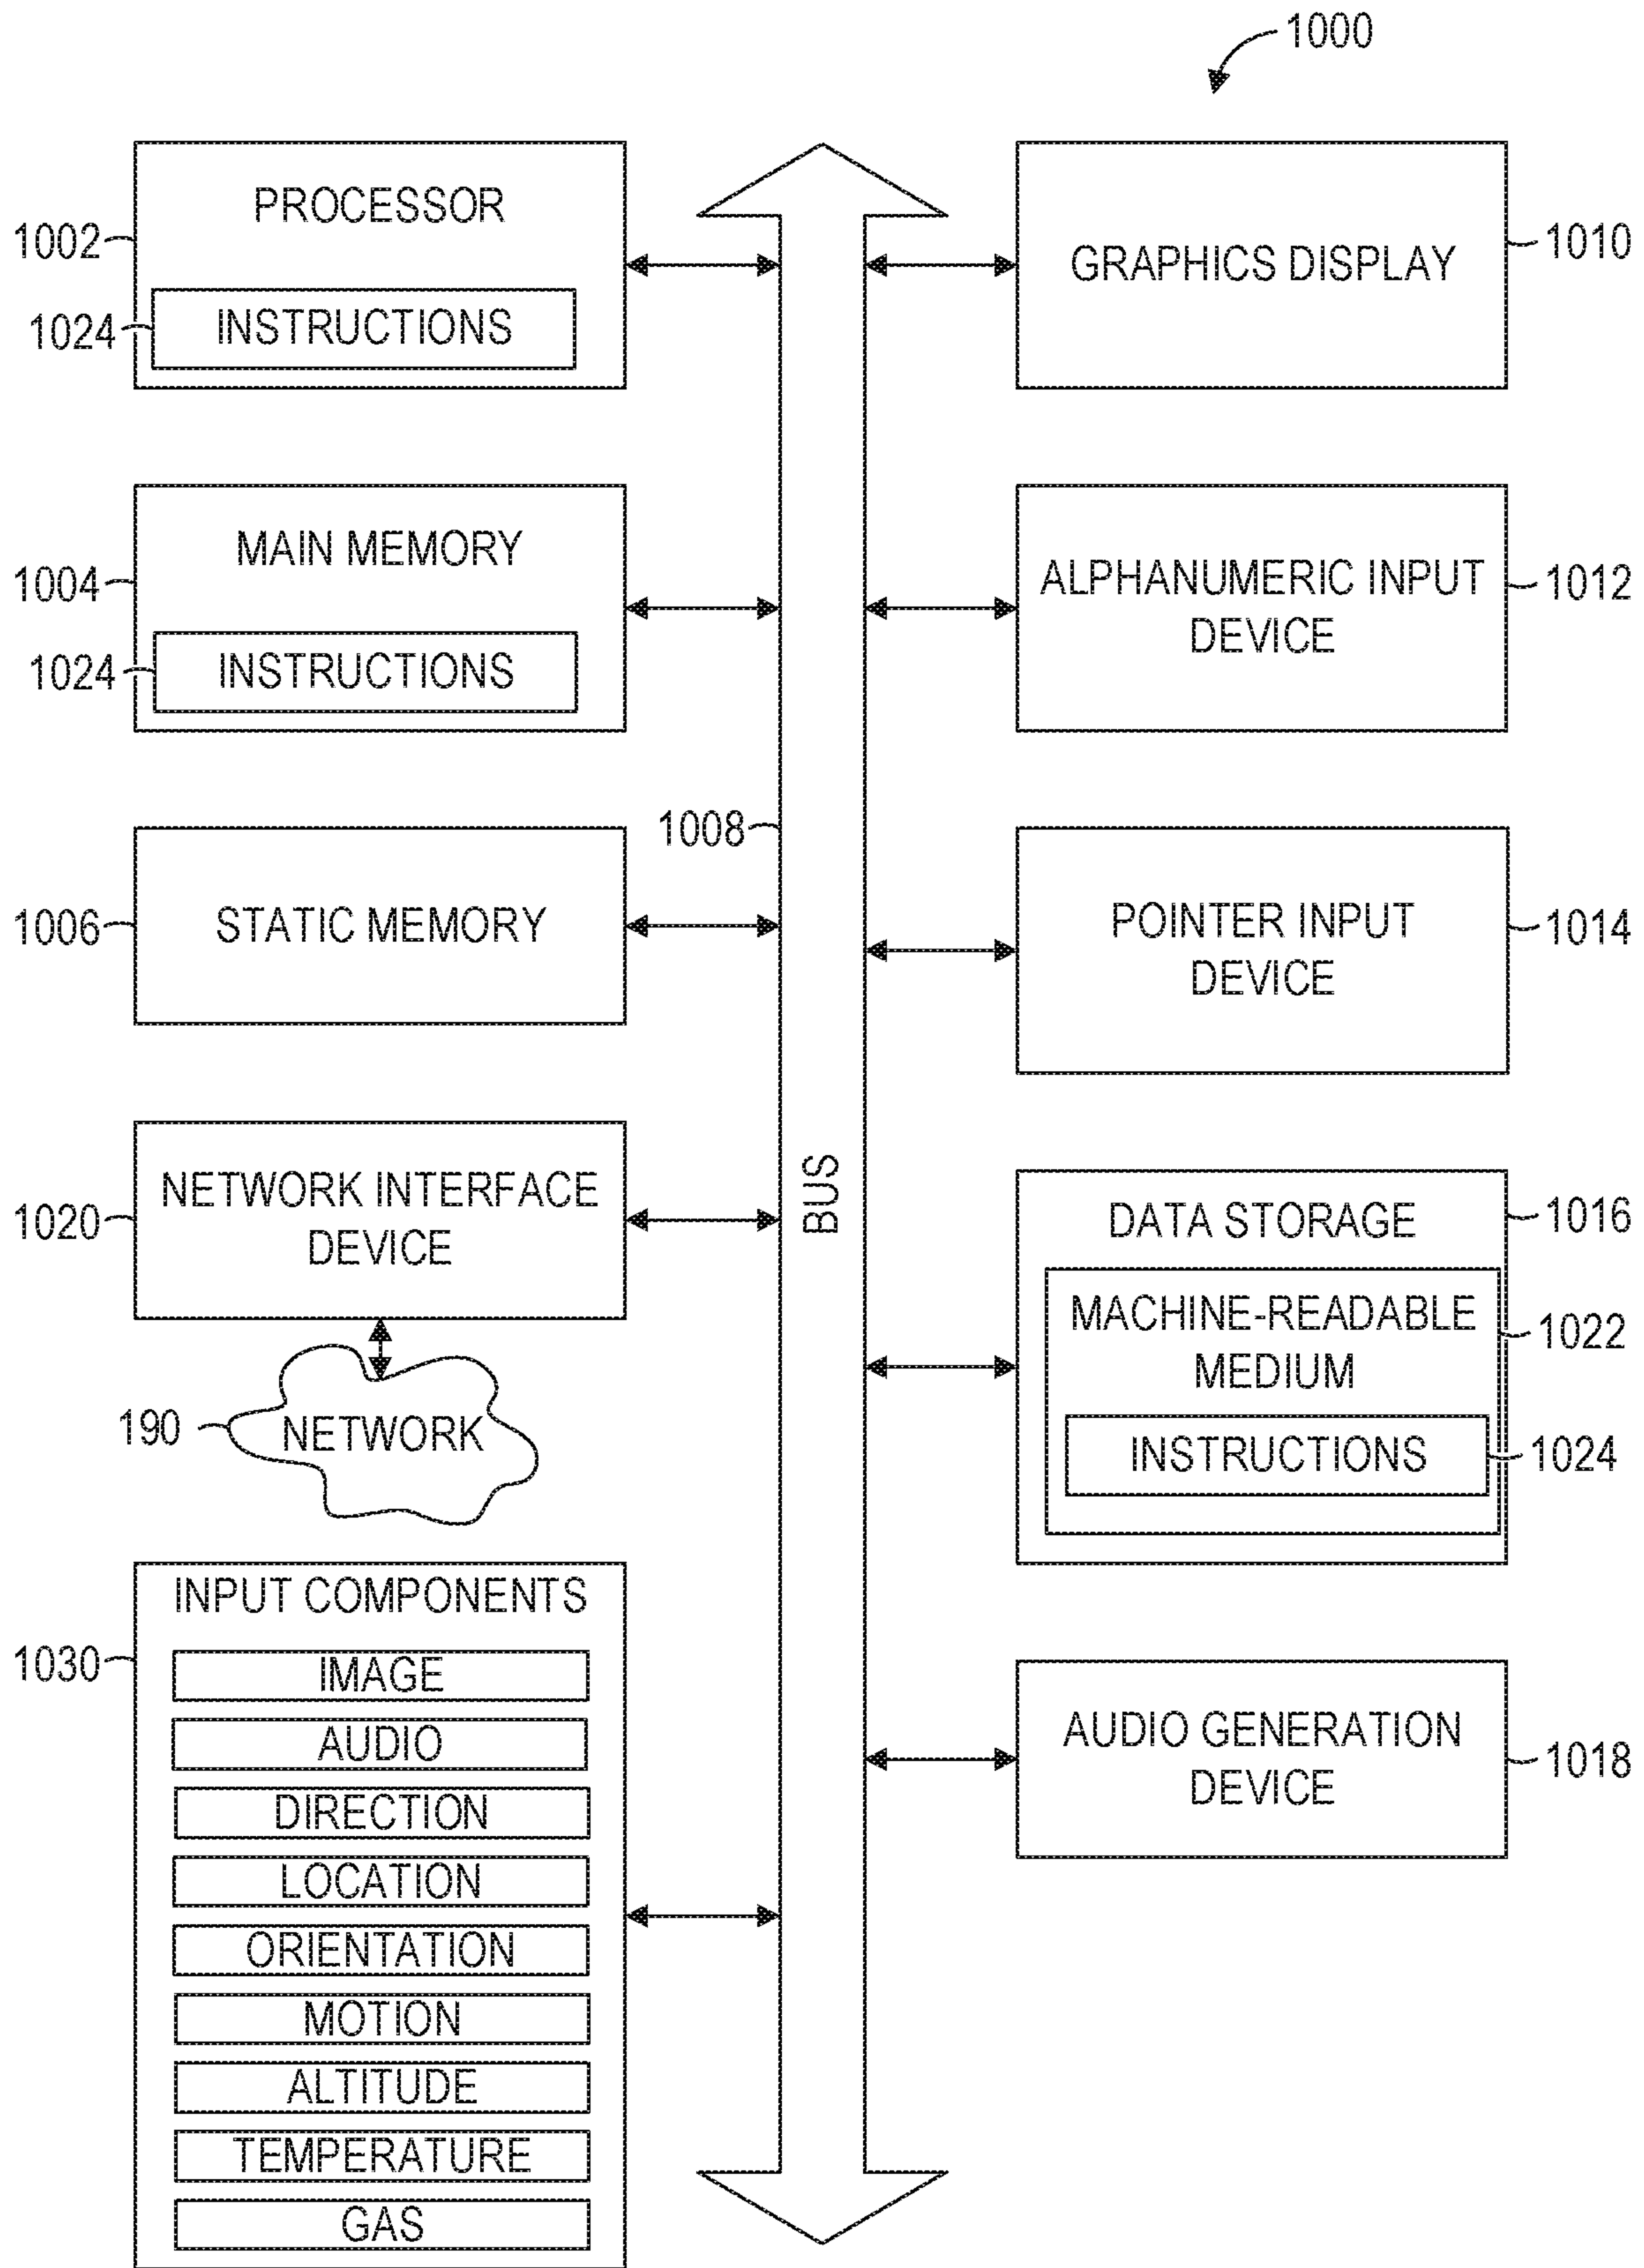 1000
PROCESSOR
1002
1024
INSTRUCTIONS
MAIN MEMORY
1004
1024
INSTRUCTIONS
1008
1006
STATIC MEMORY
NETWORK INTERFACE
DEVICE
1020
190
NETWORK
INPUT COMPONENTS
1030
IMAGE
AUDIO
DIRECTION
LOCATION
ORIENTATION
MOTION
ALTITUDE
TEMPERATURE
GAS
BUS
GRAPHICS DISPLAY
1010
ALPHANUMERIC INPUT
DEVICE
1012
POINTER INPUT
DEVICE
1014
DATA STORAGE
1016
MACHINE-READABLE
MEDIUM
1022
INSTRUCTIONS
1024
AUDIO GENERATION
DEVICE
1018